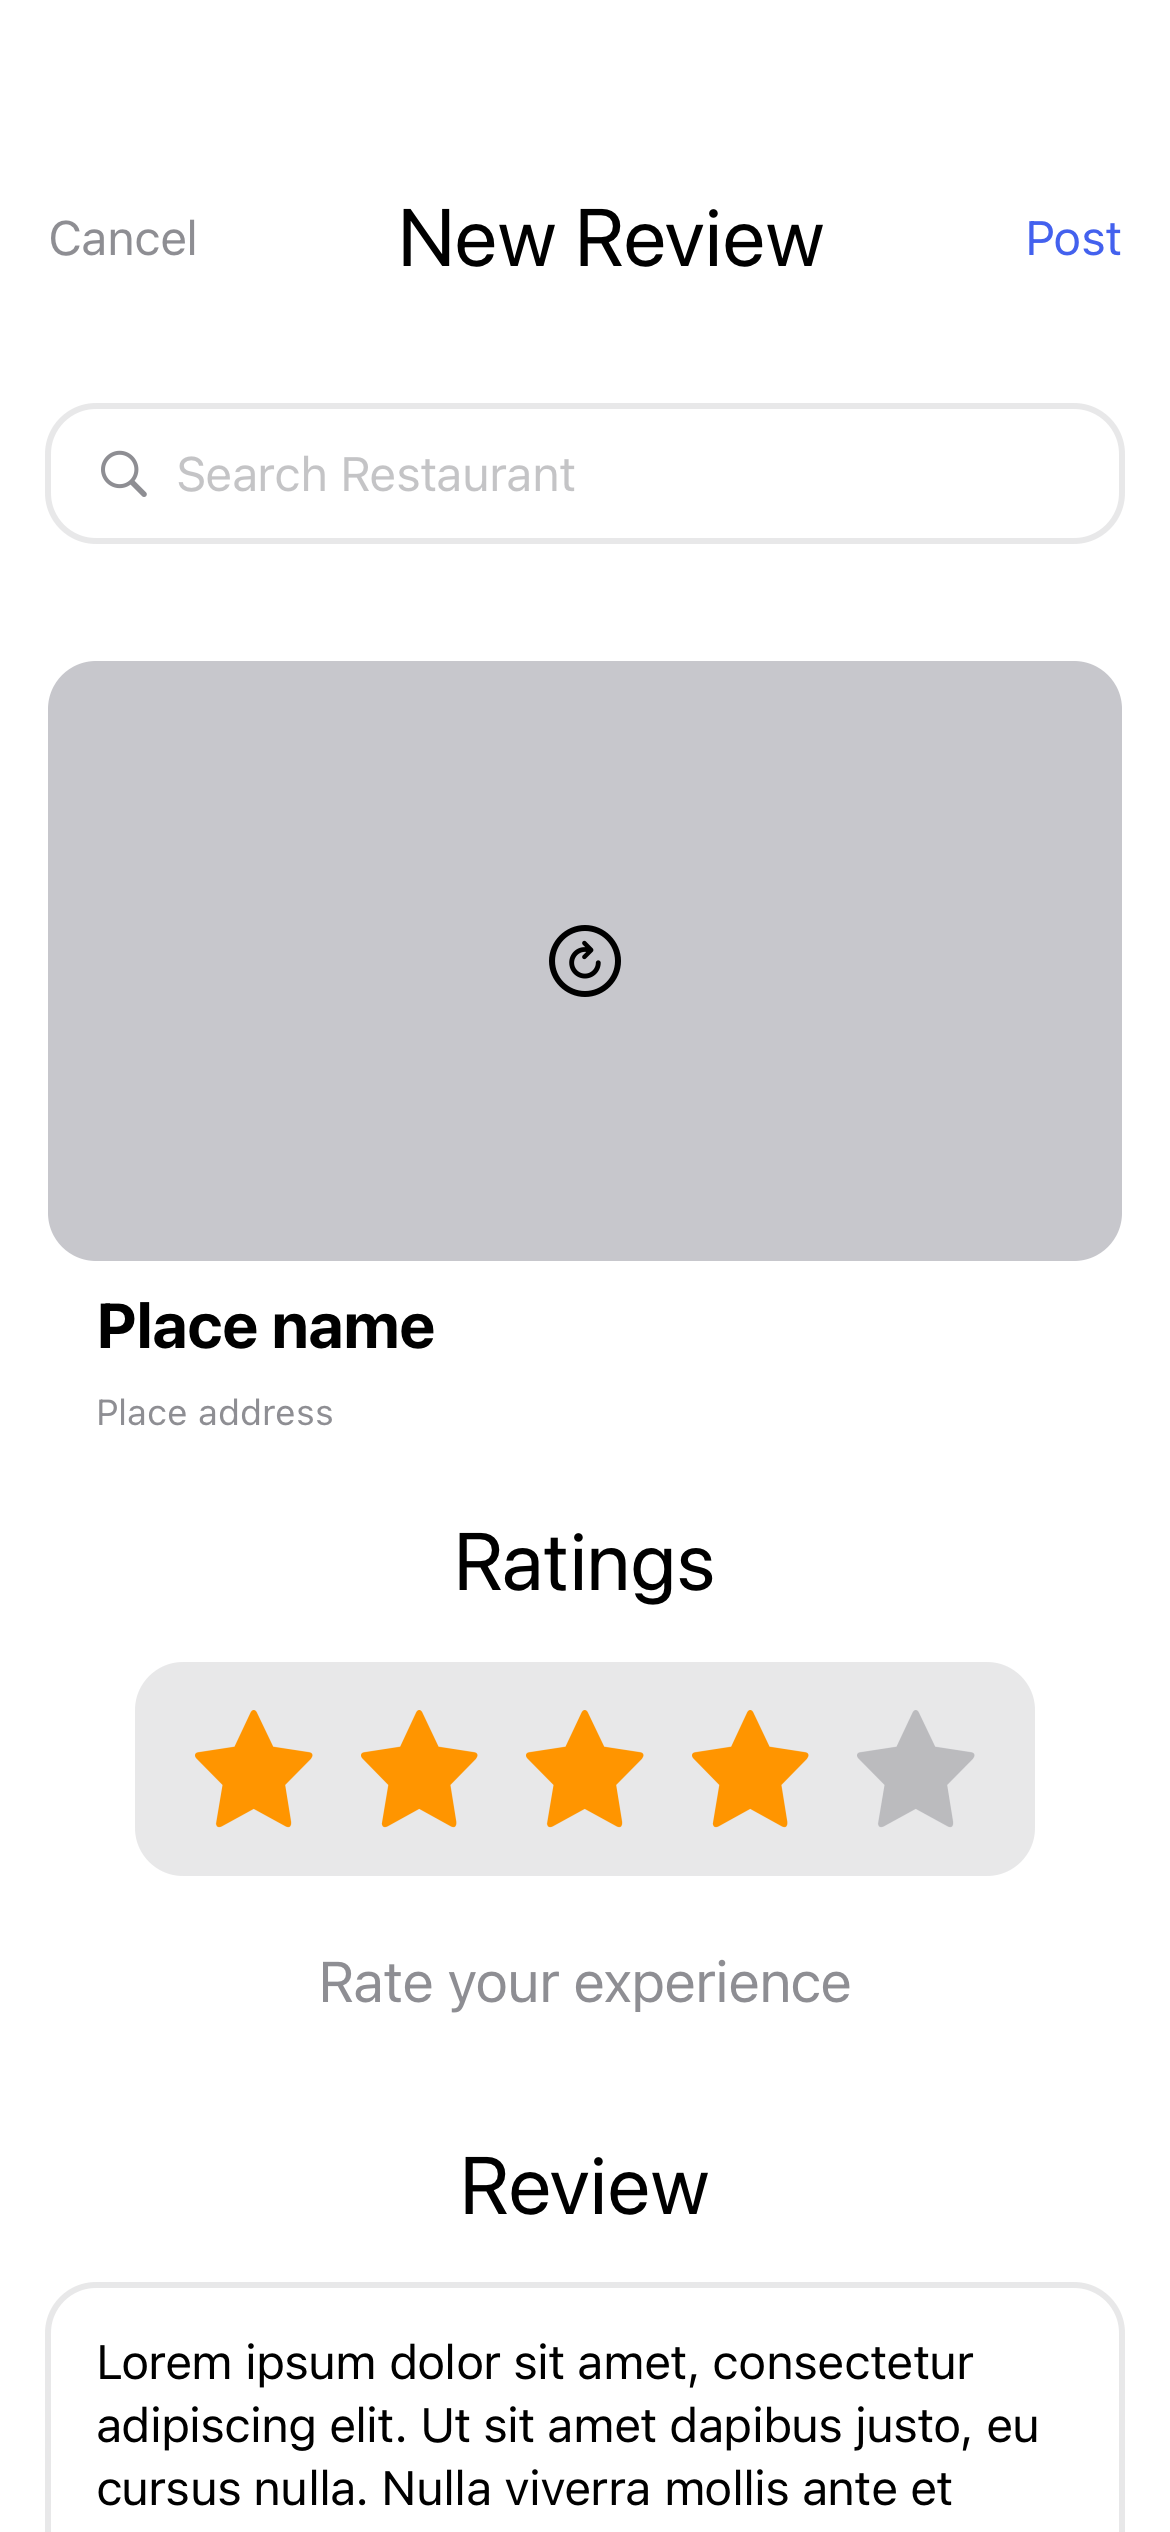 Cancel
New Review
Post
Search Restaurant
Place name
Place address
Ratings
Rate your experience
Review
Lorem ipsum dolor sit amet, consectetur
adipiscing elit. Ut sit amet dapibus justo, eu
cursus nulla. Nulla viverra mollis ante et